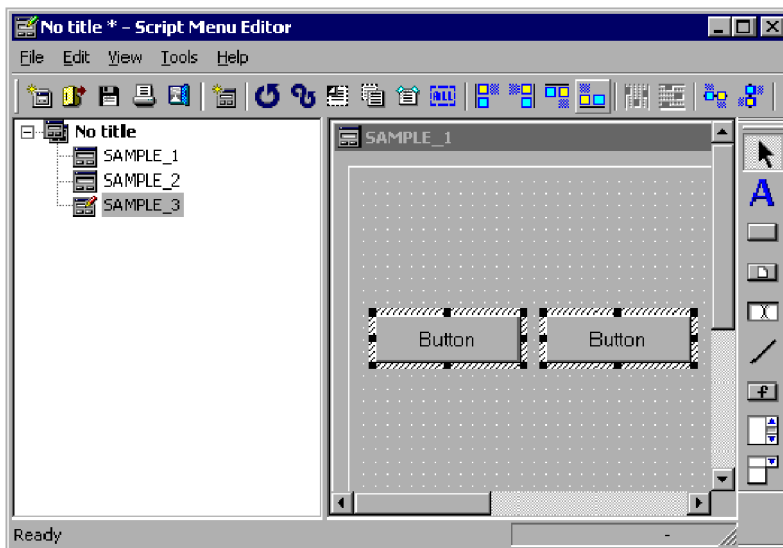 No title * - Script Menu Editor
File Edit View Tools Help
ALL
No title
SAMPLE_1
SAMPLE_2
SAMPLE_3
SAMPLE_1
A
Button Button
f
Ready -